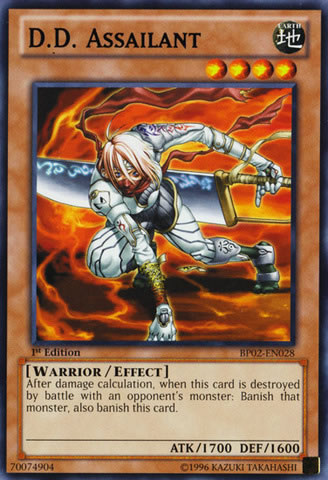 D.D. Assailant
EARTH
地
1st Edition
BP02-EN028
[Warrior / Effect]
After damage calculation, when this card is destroyed
by battle with an opponent's monster: Banish that
monster, also banish this card.
ATK/1700 DEF/1600
70074904
©1996 KAZUKI TAKAHASHI